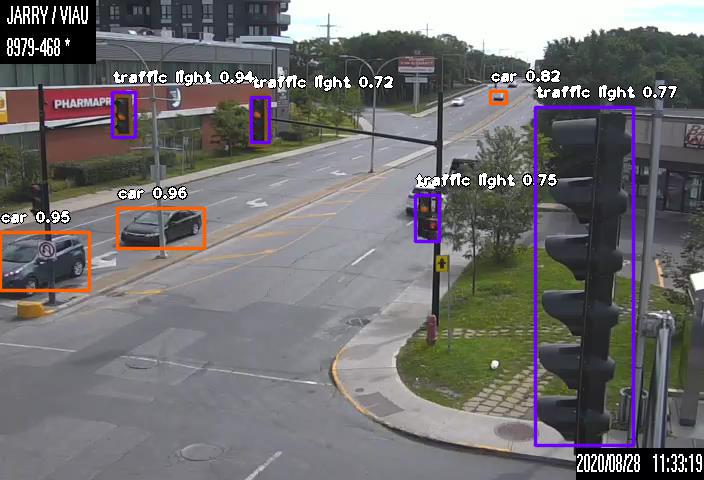 JARRY / VIAU
8979-468 *
traffic light 0.94
traffic light 0.72
car 0.82
traffic light 0.77
PHARMAPR
traffic light 0.75
car 0.96
car 0.95
2020/08/28 11:33:19